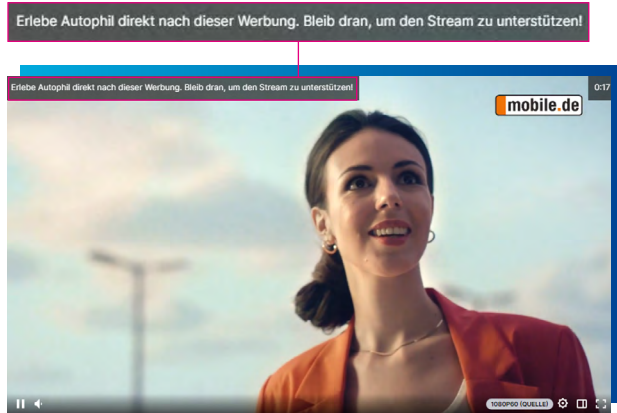 Erlebe Autophil direkt nach dieser Werbung. Bleib dran, um den Stream zu unterstützen!
Erlebe Autophil direkt nach dieser Werbung. Bleib dran, um den Stream zu unterstützen!
0:17
mobile.de
1080P60 (QUELLE)